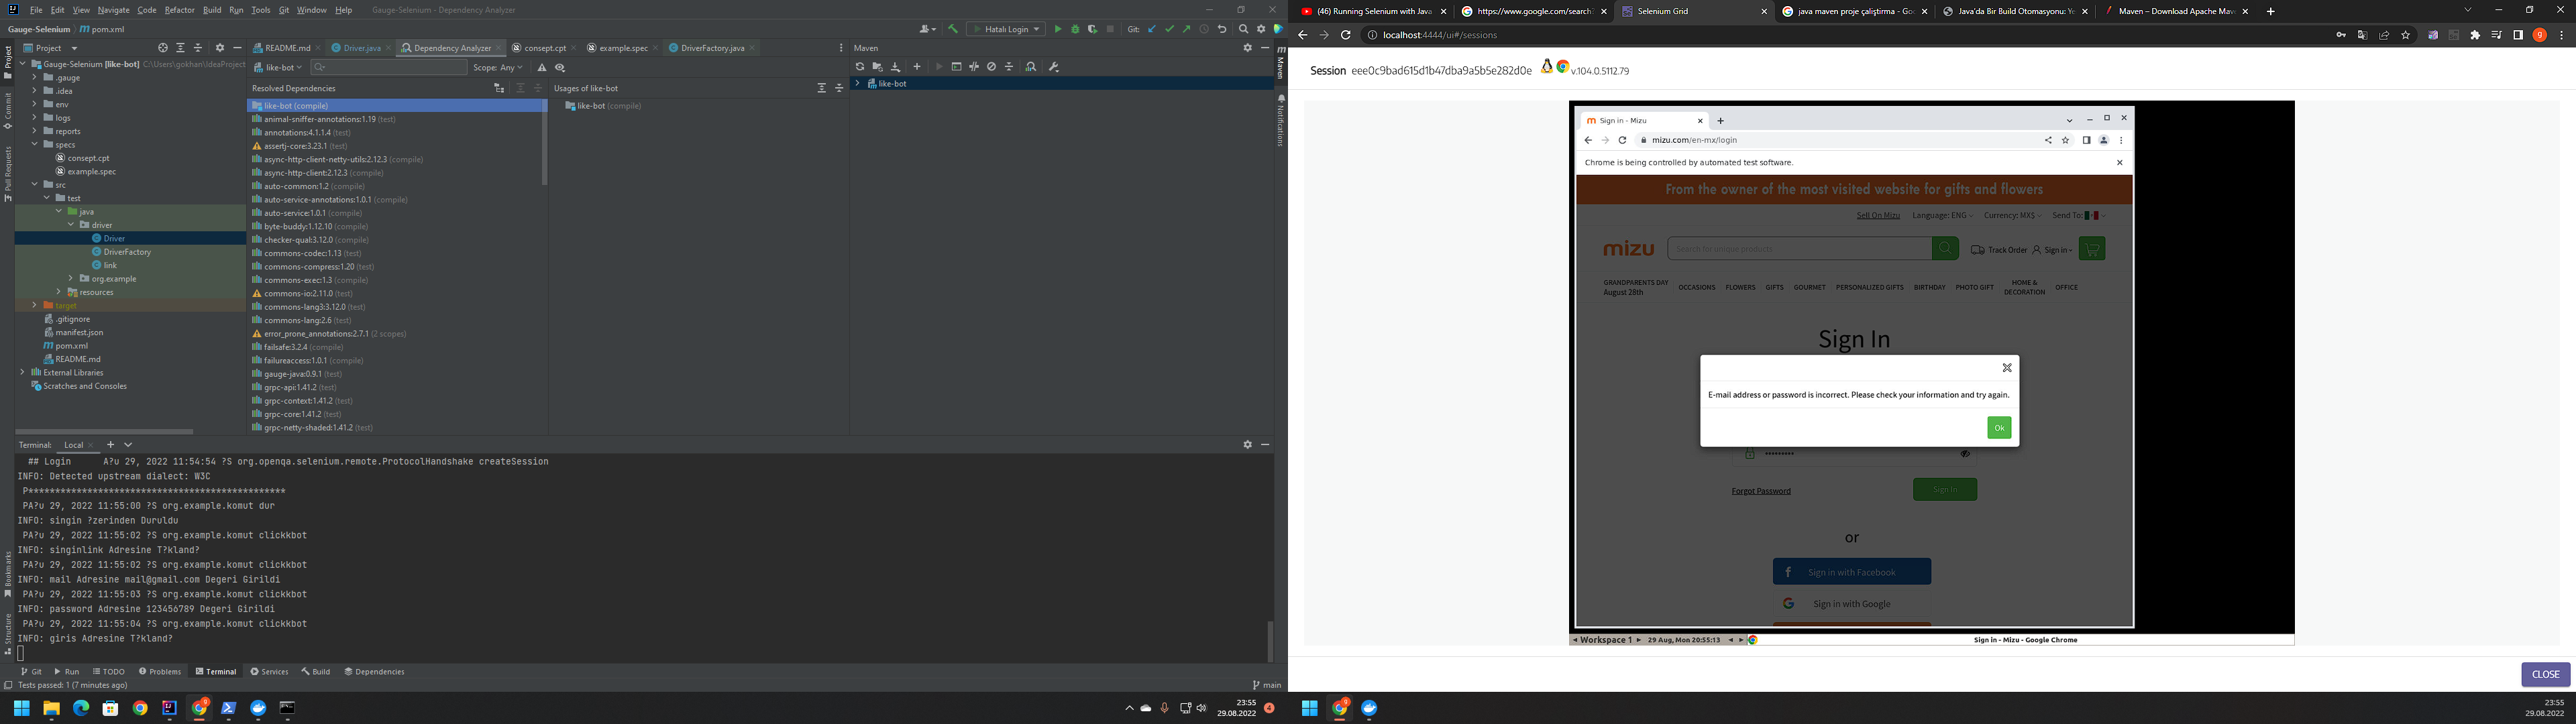 File Edit View Navigate Code Refactor Build Run Tools Git Window Help Gauge-Selenium - Dependency Analyzer
Gauge-Selenium pom.xml
Hatalı Login
Git:
Project
README.md Driver.java Dependency Analyzer consept.cpt example.spec DriverFactory.java
Maven
Gauge-Selenium [like-bot] C:\Users\gokhan\IdeaProject
.gauge
.idea
env
logs
reports
specs
consept.cpt
example.spec
src
test
java
driver
Driver
DriverFactory
link
org.example
resources
target
.gitignore
manifest.json
pom.xml
README.md
External Libraries
Scratches and Consoles
Project
Commit
Pull Requests
Bookmarks
Structure
like-bot
Scope: Any
Resolved Dependencies
like-bot (compile)
animal-sniffer-annotations:1.19 (test)
annotations:4.1.1.4 (test)
assertj-core:3.23.1 (test)
async-http-client-netty-utils:2.12.3 (compile)
async-http-client:2.12.3 (compile)
auto-common:1.2 (compile)
auto-service-annotations:1.0.1 (compile)
auto-service:1.0.1 (compile)
byte-buddy:1.12.10 (compile)
checker-qual:3.12.0 (compile)
commons-codec:1.13 (test)
commons-compress:1.20 (test)
commons-exec:1.3 (compile)
commons-io:2.11.0 (test)
commons-lang3:3.12.0 (test)
commons-lang:2.6 (test)
error_prone_annotations:2.7.1 (2 scopes)
failsafe:3.2.4 (compile)
failureaccess:1.0.1 (compile)
gauge-java:0.9.1 (test)
grpc-api:1.41.2 (test)
grpc-context:1.41.2 (test)
grpc-core:1.41.2 (test)
grpc-netty-shaded:1.41.2 (test)
Usages of like-bot
like-bot (compile)
like-bot
Maven
Notifications
Terminal: Local
## Login A?u 29, 2022 11:54:54 ?S org.openqa.selenium.remote.ProtocolHandshake createSession
INFO: Detected upstream dialect: W3C
P***********************************************
PA?u 29, 2022 11:55:00 ?S org.example.komut dur
INFO: singin ?zerinden Duruldu
PA?u 29, 2022 11:55:02 ?S org.example.komut clickkbot
INFO: singinlink Adresine T?kland?
PA?u 29, 2022 11:55:02 ?S org.example.komut clickkbot
INFO: mail Adresine mail@gmail.com Degeri Girildi
PA?u 29, 2022 11:55:03 ?S org.example.komut clickkbot
INFO: password Adresine 123456789 Degeri Girildi
PA?u 29, 2022 11:55:04 ?S org.example.komut clickkbot
INFO: giris Adresine T?kland?
Git Run TODO Problems Terminal Services Build Dependencies
Tests passed: 1 (7 minutes ago)
main
23:55
29.08.2022
4
(46) Running Selenium with Java https://www.google.com/search? Selenium Grid java maven proje çalıştırma - Goo Java'da Bir Build Otomasyonu: Ye Maven – Download Apache Mav
localhost:4444/ui#/sessions
Session eee0c9bad615d1b47dba9a5b5e282d0e v.104.0.5112.79
Sign in - Mizu
mizu.com/en-mx/login
Chrome is being controlled by automated test software.
From the owner of the most visited website for gifts and flowers
Sell On Mizu Language: ENG Currency: MX$ Send To:
mizu Search for unique products Track Order Sign in
GRANDPARENTS DAY
August 28th
OCCASIONS FLOWERS GIFTS GOURMET PERSONALIZED GIFTS BIRTHDAY PHOTO GIFT HOME &
DECORATION OFFICE
Sign In
E-mail address or password is incorrect. Please check your information and try again.
Ok
Forgot Password Sign In
or
Sign in with Facebook
Sign in with Google
Workspace 1 29 Aug, Mon 20:55:13 Sign in - Mizu - Google Chrome
CLOSE
23:55
29.08.2022